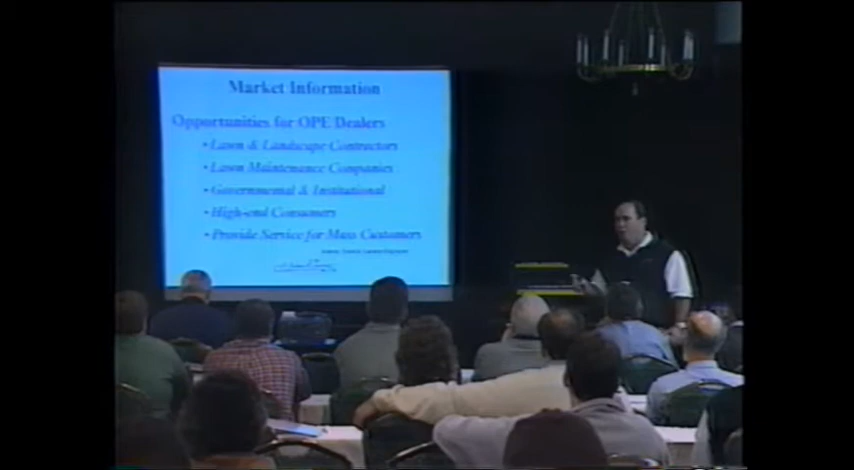 Market Information
Opportunities for OPE Dealers
• Lawn & Landscape Contractors
• Lawn Maintenance Companies
• Governmental & Institutional
• High-end Consumers
• Provide Service for Mass Customers